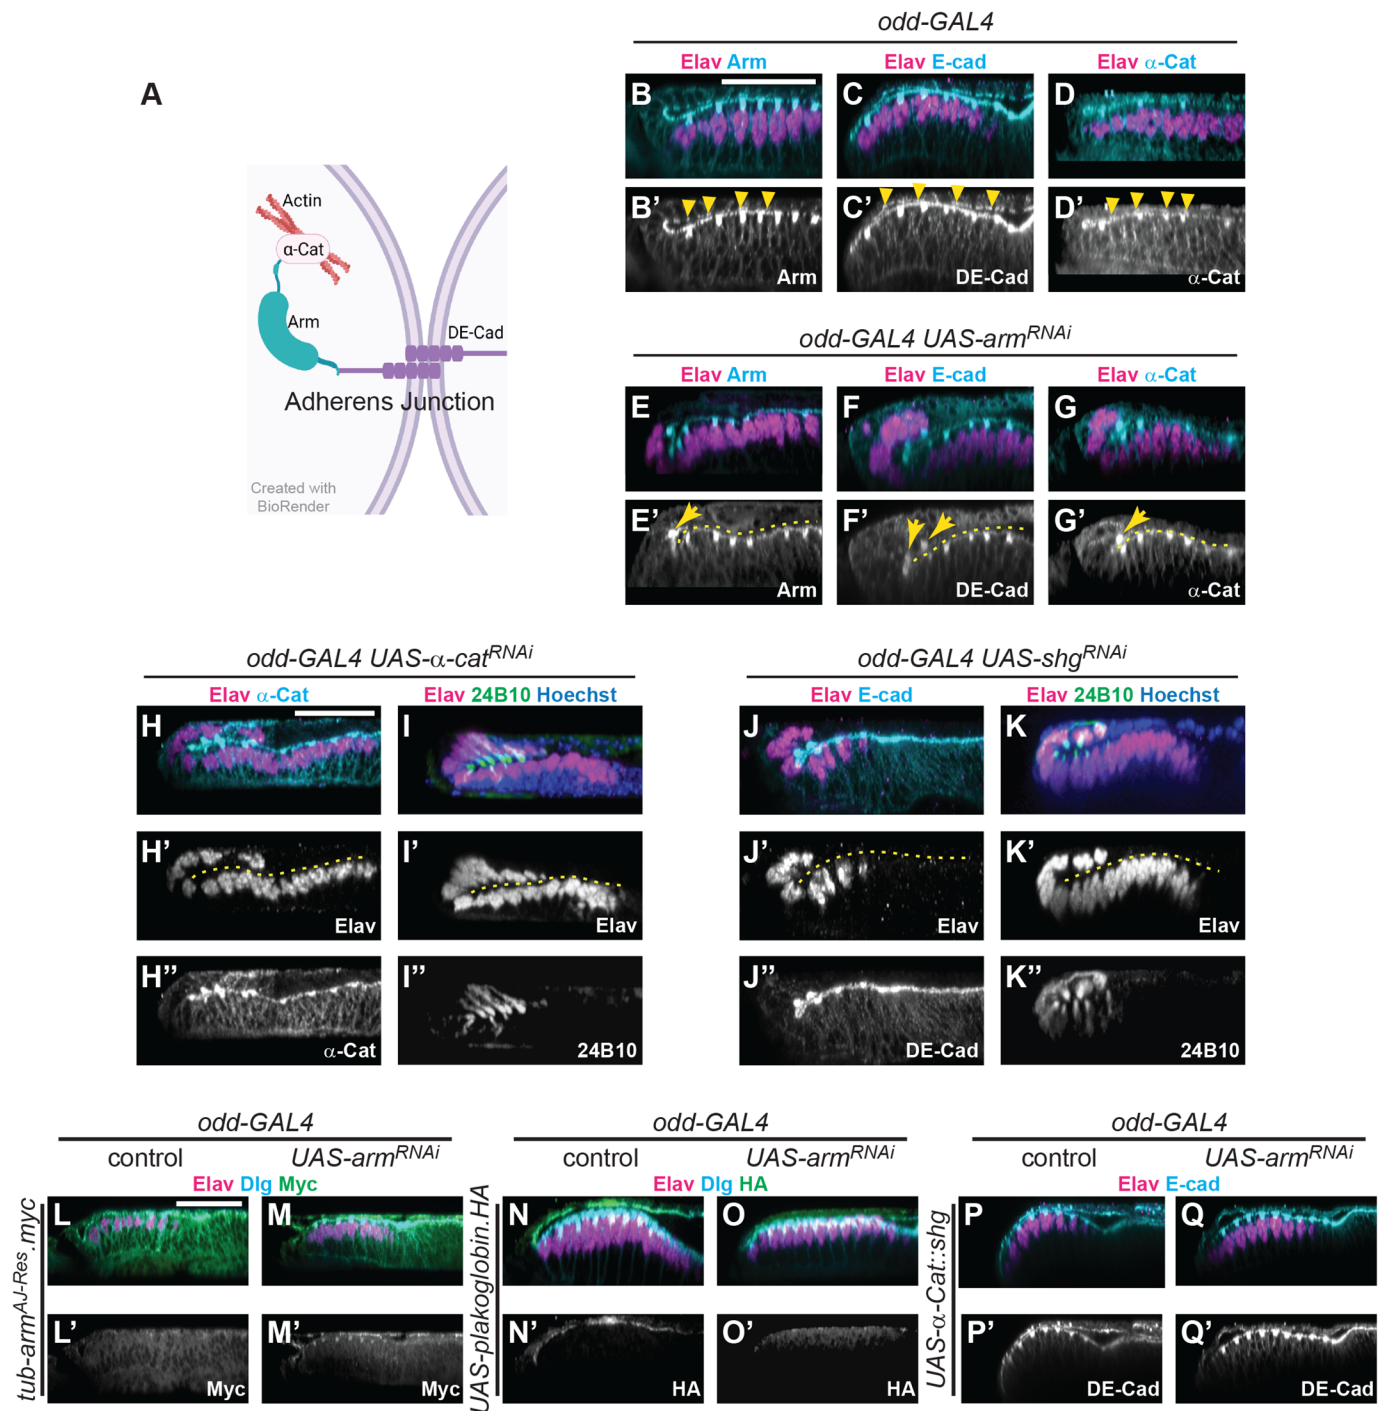 A
Actin
α-Cat
Arm
DE-Cad
Adherens Junction
Created with
BioRender
odd-GAL4
Elav Arm
Elav E-cad
Elav α-Cat
B
C
D
B'
C'
D'
Arm
DE-Cad
α-Cat
odd-GAL4 UAS-armRNAi
Elav Arm
Elav E-cad
Elav α-Cat
E
F
G
E'
F'
G'
Arm
DE-Cad
α-Cat
odd-GAL4 UAS-α-catRNAi
Elav α-Cat
Elav 24B10 Hoechst
H
I
H'
I'
Elav
Elav
H”
I”
α-Cat
24B10
odd-GAL4 UAS-shgRNAi
Elav E-cad
Elav 24B10 Hoechst
J
K
J'
K'
Elav
Elav
J”
K”
DE-Cad
24B10
tub-armAJ-Res.myc
odd-GAL4
control
UAS-armRNAi
Elav Dlg Myc
L
M
L'
M'
Myc
Myc
UAS-plakoglobin.HA
odd-GAL4
control
UAS-armRNAi
Elav Dlg HA
N
O
N'
O'
HA
HA
UAS-α-Cat::shg
odd-GAL4
control
UAS-armRNAi
Elav E-cad
P
Q
P'
Q'
DE-Cad
DE-Cad